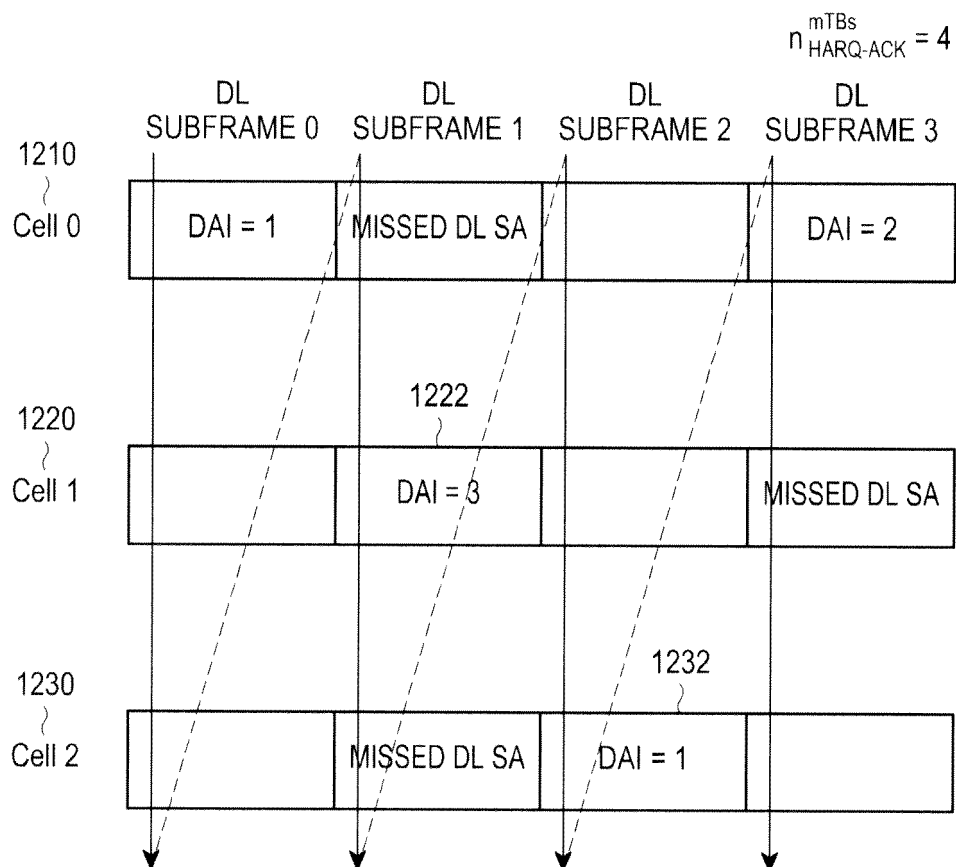 n mTBs HARQ-ACK = 4
DL SUBFRAME 0
DL SUBFRAME 1
DL SUBFRAME 2
DL SUBFRAME 3
1210
Cell 0
DAI = 1
MISSED DL SA
DAI = 2
1222
1220
Cell 1
DAI = 3
MISSED DL SA
1232
1230
Cell 2
MISSED DL SA
DAI = 1